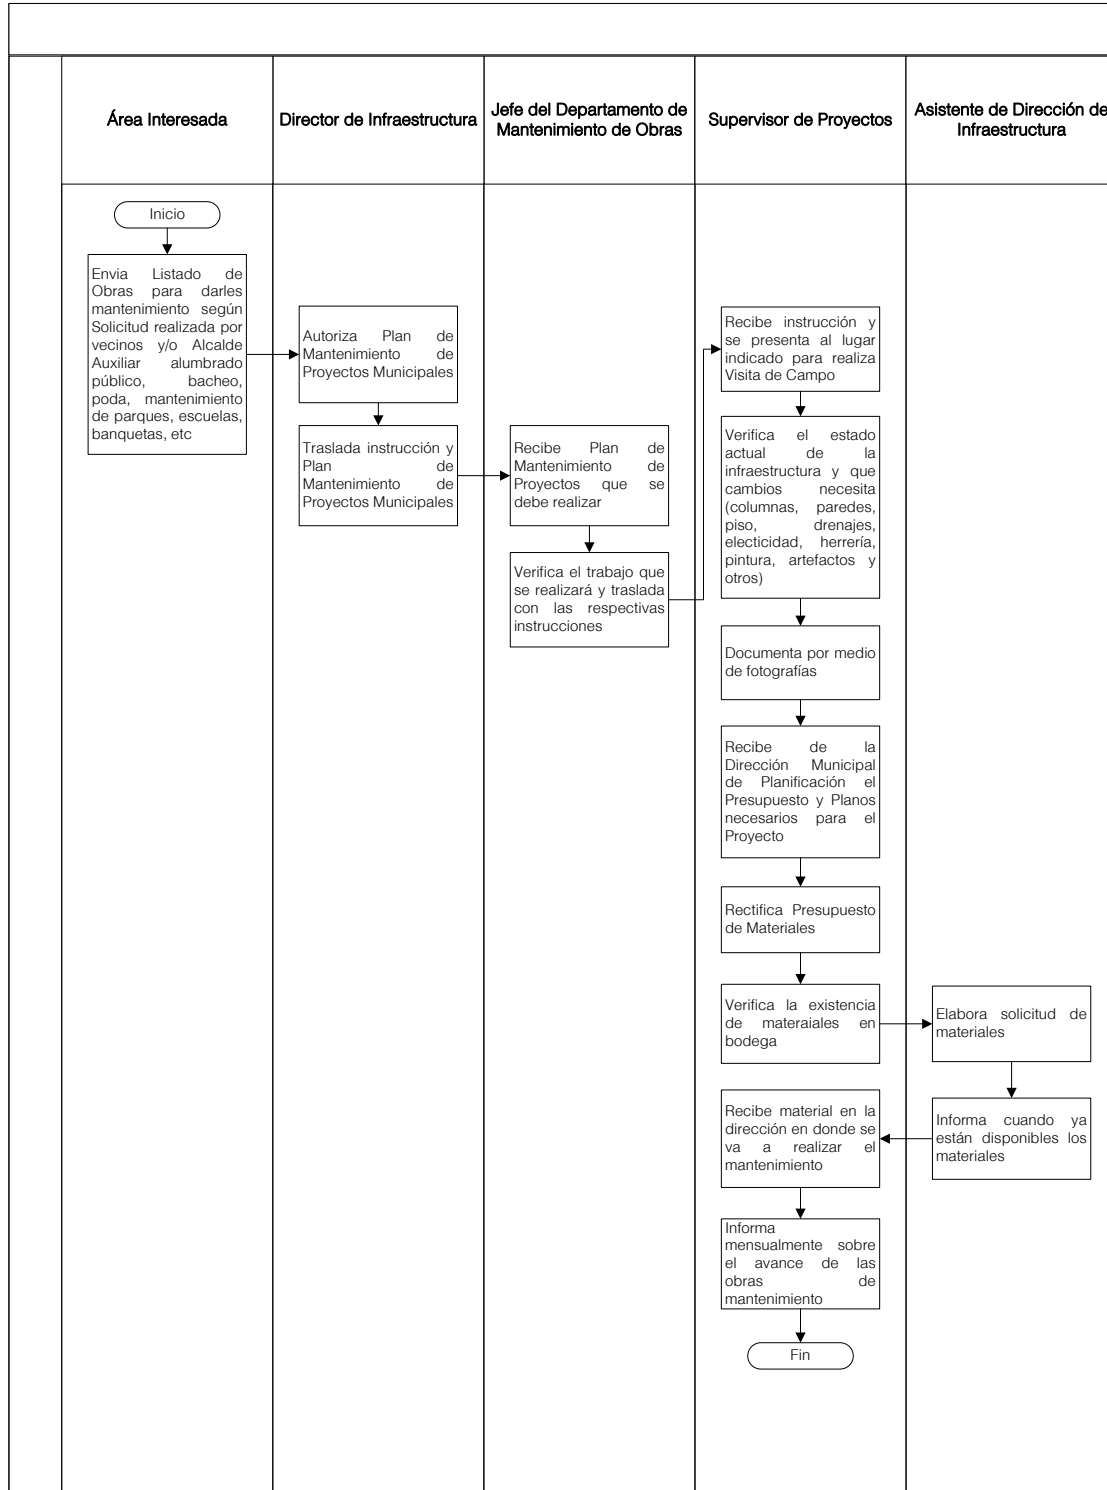 Área Interesada
Director de Infraestructura
Jefe del Departamento de
Mantenimiento de Obras
Supervisor de Proyectos
Asistente de Dirección de
Infraestructura
Inicio
Envia Listado de
Obras para darles
mantenimiento según
Solicitud realizada por
vecinos y/o Alcalde
Auxiliar alumbrado
público, bacheo,
poda, mantenimiento
de parques, escuelas,
banquetas, etc
Autoriza Plan de
Mantenimiento de
Proyectos Municipales
Traslada instrucción y
Plan de
Mantenimiento de
Proyectos Municipales
Recibe Plan de
Mantenimiento de
Proyectos que se
debe realizar
Verifica el trabajo que
se realizará y traslada
con las respectivas
instrucciones
Recibe instrucción y
se presenta al lugar
indicado para realiza
Visita de Campo
Verifica el estado
actual de la
infraestructura y que
cambios necesita
(columnas, paredes,
piso, drenajes,
electicidad, herrería,
pintura, artefactos y
otros)
Documenta por medio
de fotografías
Recibe de la
Dirección Municipal
de Planificación el
Presupuesto y Planos
necesarios para el
Proyecto
Rectifica Presupuesto
de Materiales
Verifica la existencia
de materaiales en
bodega
Elabora solicitud de
materiales
Informa cuando ya
están disponibles los
materiales
Recibe material en la
dirección en donde se
va a realizar el
mantenimiento
Informa
mensualmente sobre
el avance de las
obras de
mantenimiento
Fin